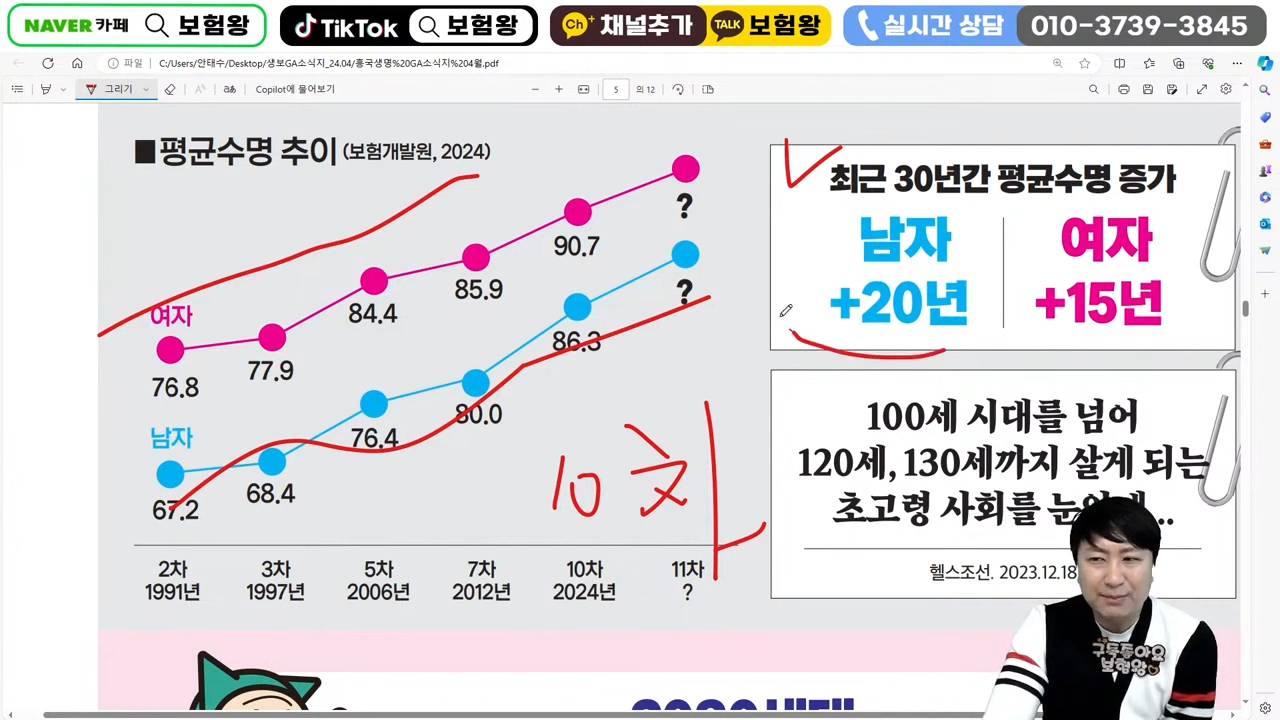 NAVER 카페 보험왕
TikTok 보험왕
Ch+ 채널추가 TALK 보험왕
실시간 상담 010-3739-3845
파일 C:/Users/안태수/Desktop/생보GA소식지_24.04/흥국생명%20GA소식지%204월.pdf
그리기 Copilot에 물어보기 5 의 12
■평균수명 추이 (보험개발원, 2024)
여자
76.8 77.9 84.4 85.9 90.7 ?
남자
67.2 68.4 76.4 80.0 86.3 ?
10차
2차 3차 5차 7차 10차 11차
1991년 1997년 2006년 2012년 2024년 ?
최근 30년간 평균수명 증가
남자 여자
+20년 +15년
100세 시대를 넘어
120세, 130세까지 살게 되는
초고령 사회를
헬스조선. 2023.12.18
구독좋아요
보험왕